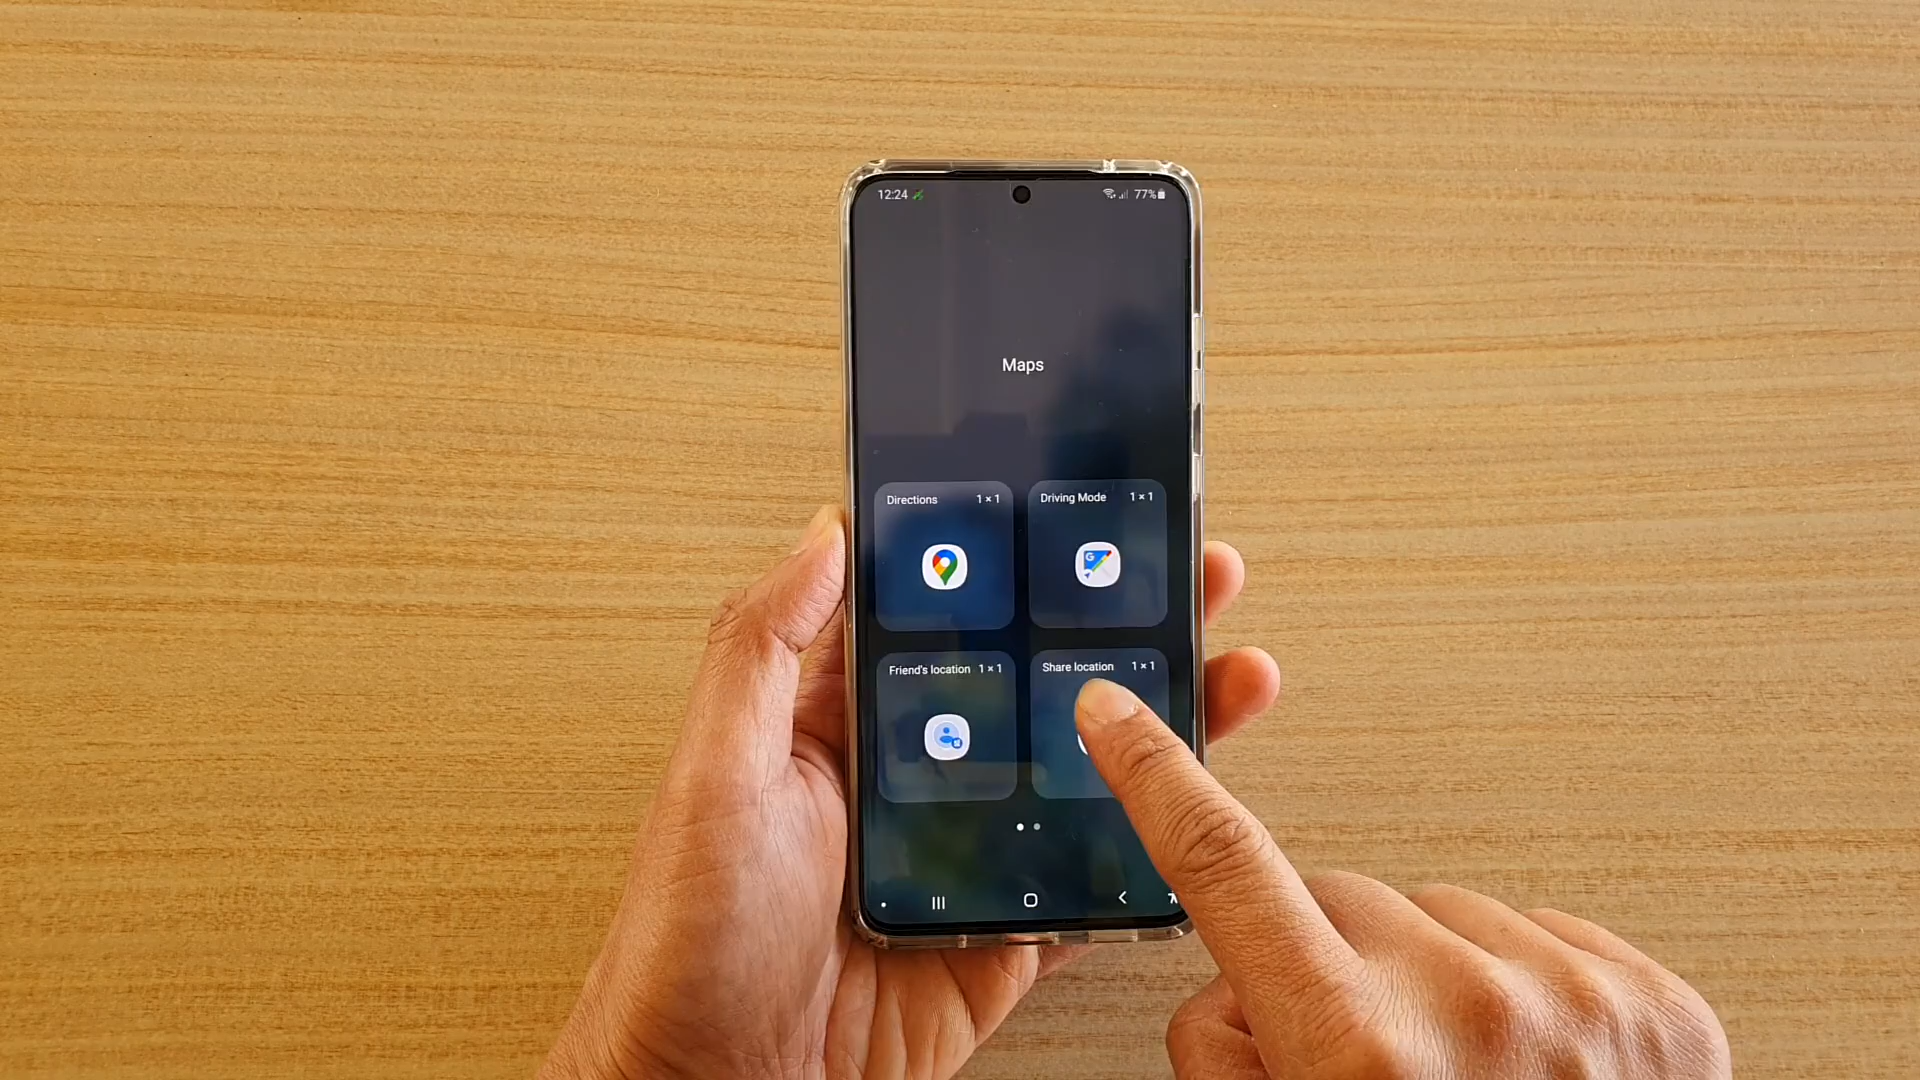 12:24 77%
Maps
Directions 1 × 1
Driving Mode 1 × 1
G
Friend's location 1 × 1
Share location 1 × 1